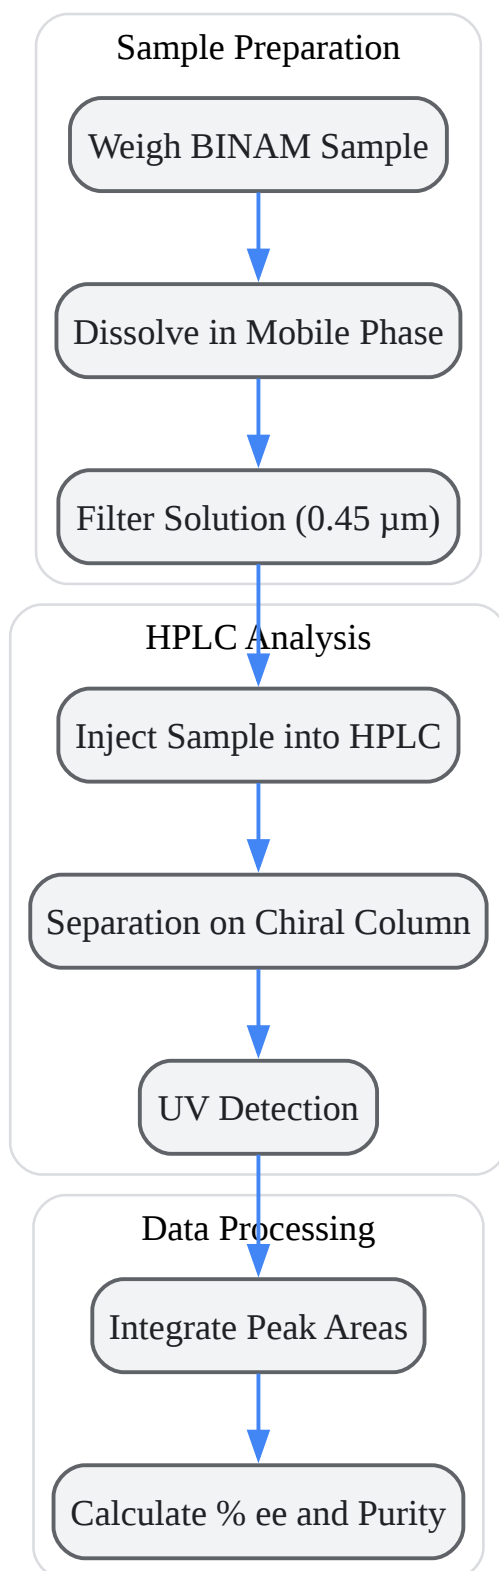 Sample Preparation
Weigh BINAM Sample
Dissolve in Mobile Phase
Filter Solution (0.45 µm)
HPLC Analysis
Inject Sample into HPLC
Separation on Chiral Column
UV Detection
Data Processing
Integrate Peak Areas
Calculate % ee and Purity